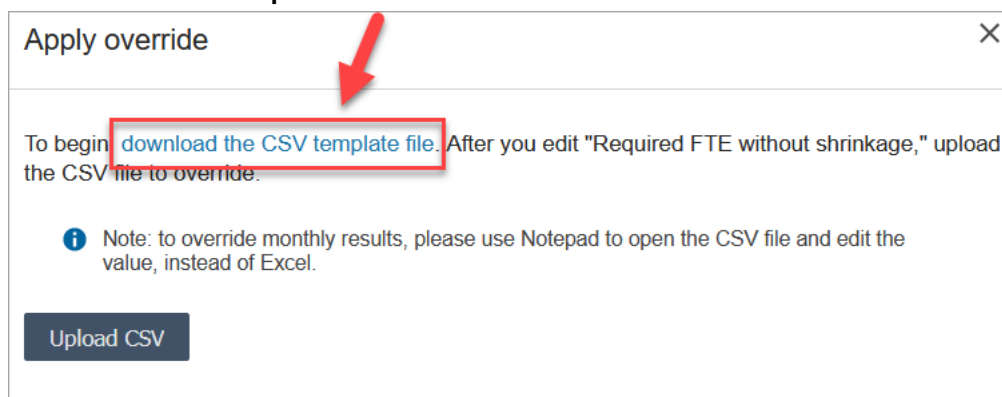 Apply override
To begin, download the CSV template file. After you edit "Required FTE without shrinkage," upload
the CSV file to override.
Note: to override monthly results, please use Notepad to open the CSV file and edit the
value, instead of Excel.
Upload CSV